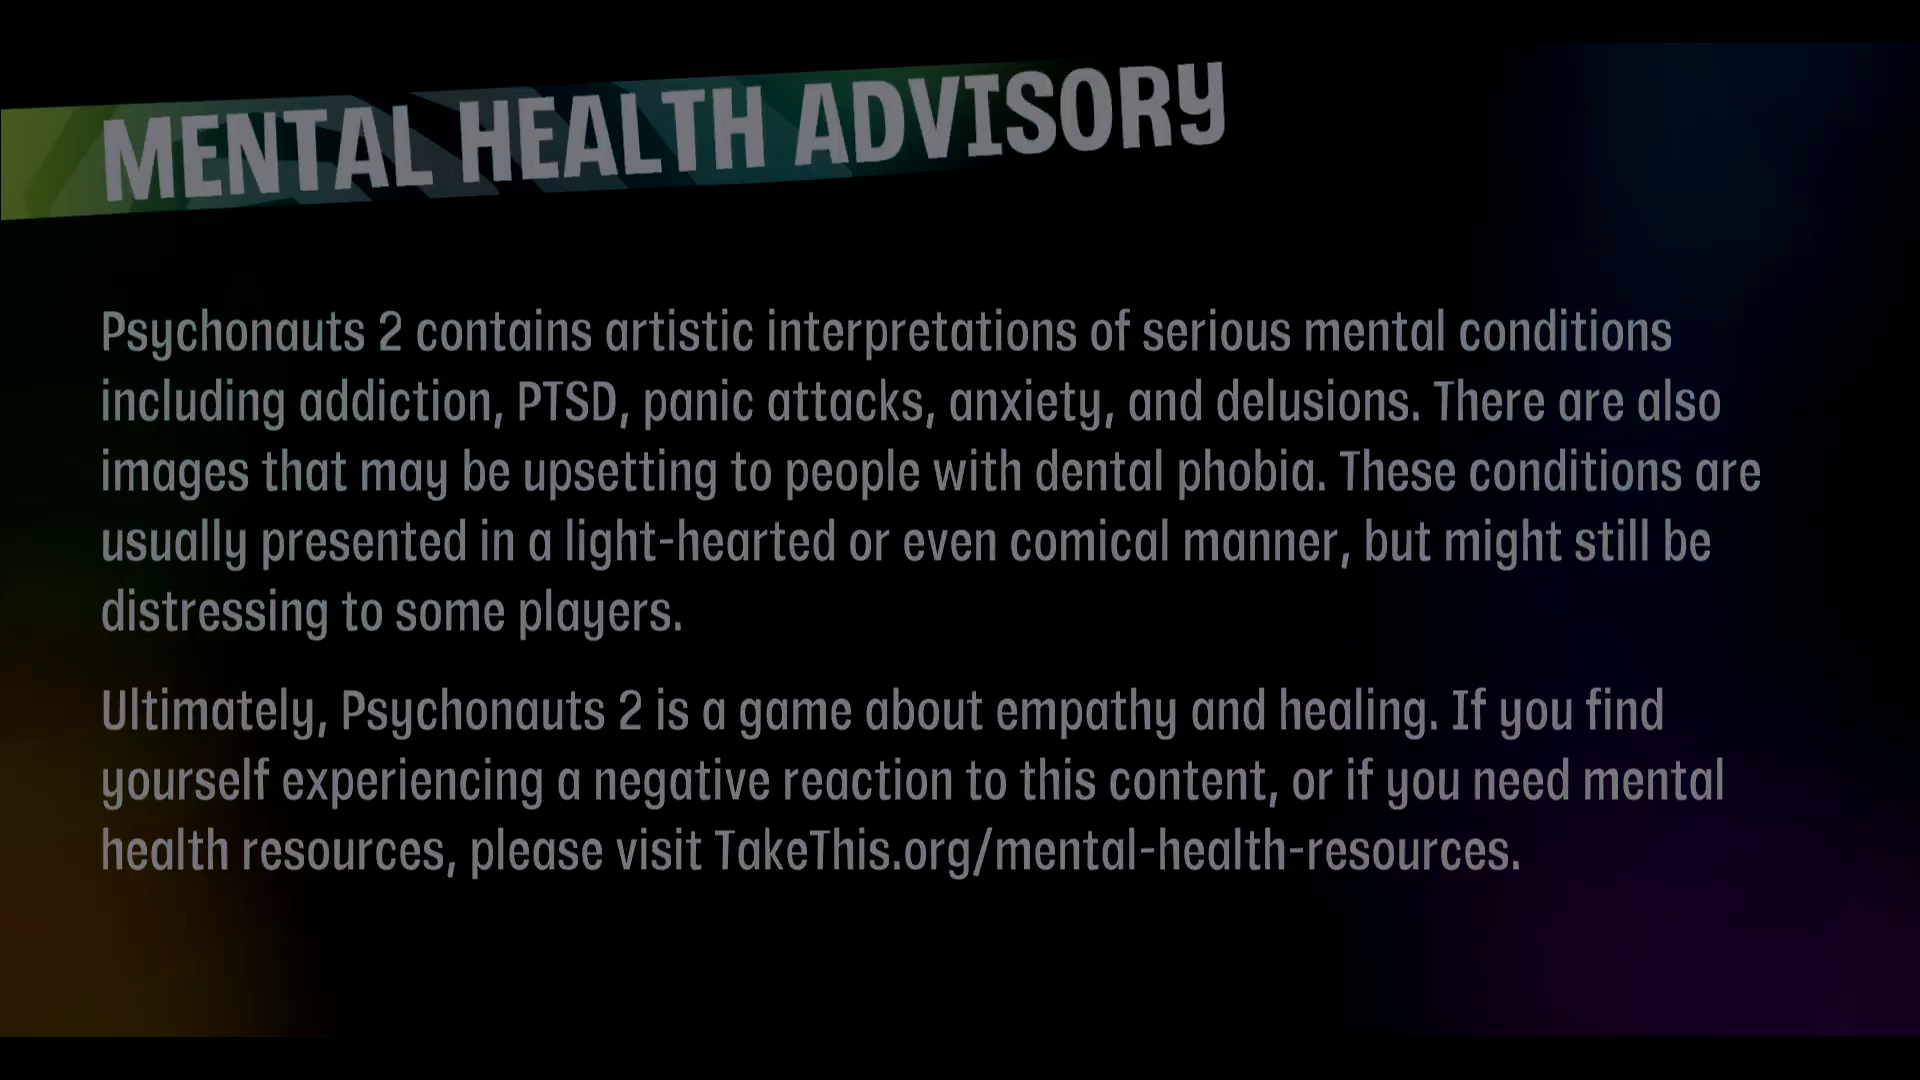 MENTAL HEALTH ADVISORY
Psychonauts 2 contains artistic interpretations of serious mental conditions
including addiction, PTSD, panic attacks, anxiety, and delusions. There are also
images that may be upsetting to people with dental phobia. These conditions are
usually presented in a light-hearted or even comical manner, but might still be
distressing to some players.
Ultimately, Psychonauts 2 is a game about empathy and healing. If you find
yourself experiencing a negative reaction to this content, or if you need mental
health resources, please visit TakeThis.org/mental-health-resources.